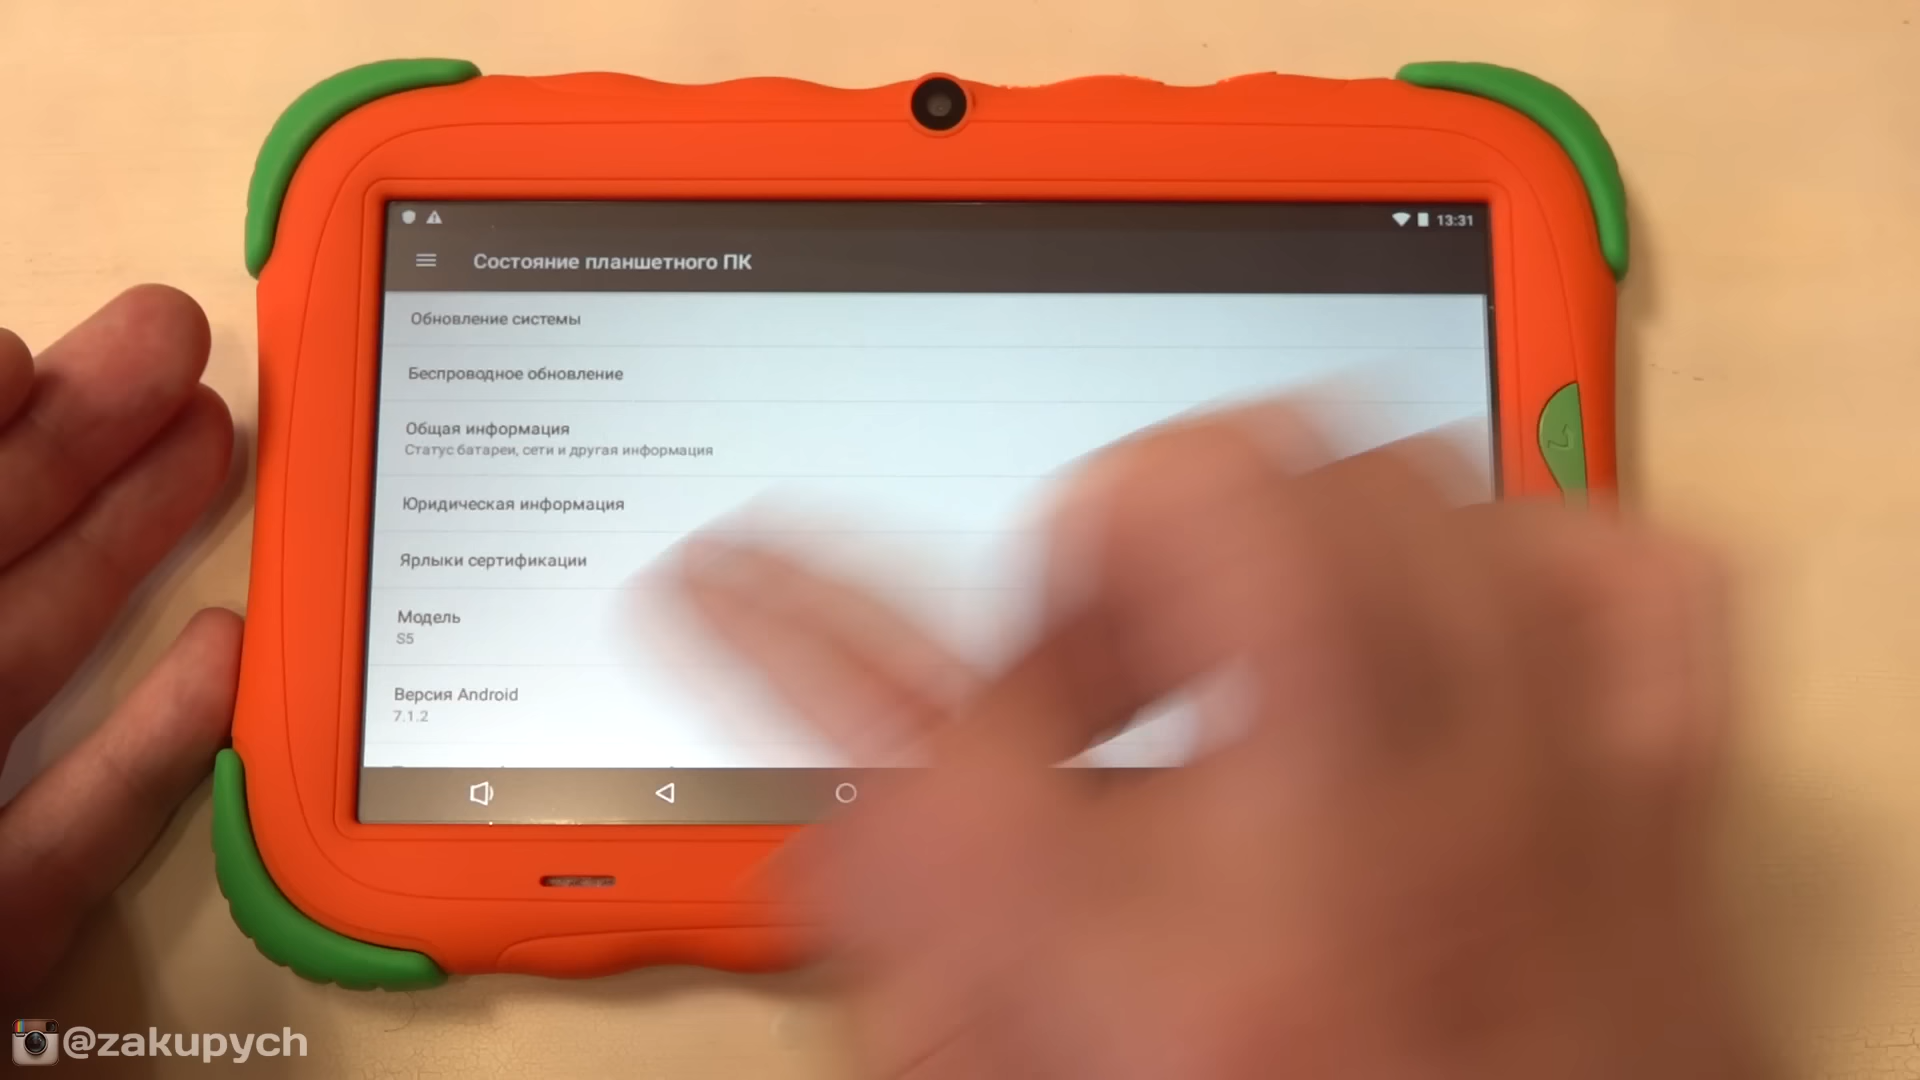 13:31
Состояние планшетного ПК
Обновление системы
Беспроводное обновление
Общая информация
Статус батареи, сети и другая информация
Юридическая информация
Ярлыки сертификации
Модель
S5
Версия Android
7.1.2
@zakupych